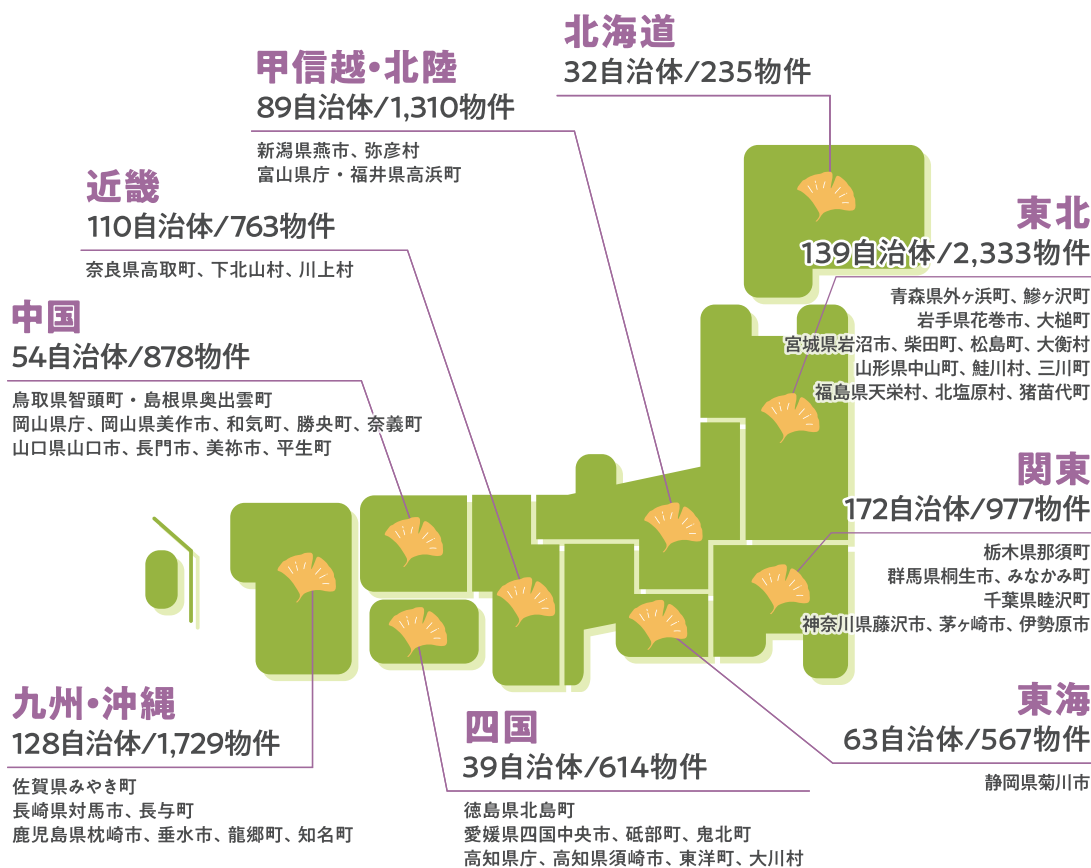 北海道
32自治体/235物件
甲信越・北陸
89自治体/1,310物件
新潟県燕市、弥彦村
富山県庁・福井県高浜町
近畿
110自治体/763物件
奈良県高取町、下北山村、川上村
東北
139自治体/2,333物件
青森県外ヶ浜町、鰺ヶ沢町
岩手県花巻市、大槌町
宮城県岩沼市、柴田町、松島町、大衡村
山形県中山町、鮭川村、三川町
福島県天栄村、北塩原村、猪苗代町
中国
54自治体/878物件
鳥取県智頭町・島根県奥出雲町
岡山県庁、岡山県美作市、和気町、勝央町、奈義町
山口県山口市、長門市、美祢市、平生町
関東
172自治体/977物件
栃木県那須町
群馬県桐生市、みなかみ町
千葉県睦沢町
神奈川県藤沢市、茅ヶ崎市、伊勢原市
九州・沖縄
128自治体/1,729物件
佐賀県みやき町
長崎県対馬市、長与町
鹿児島県枕崎市、垂水市、龍郷町、知名町
四国
39自治体/614物件
徳島県北島町
愛媛県四国中央市、砥部町、鬼北町
高知県庁、高知県須崎市、東洋町、大川村
東海
63自治体/567物件
静岡県菊川市